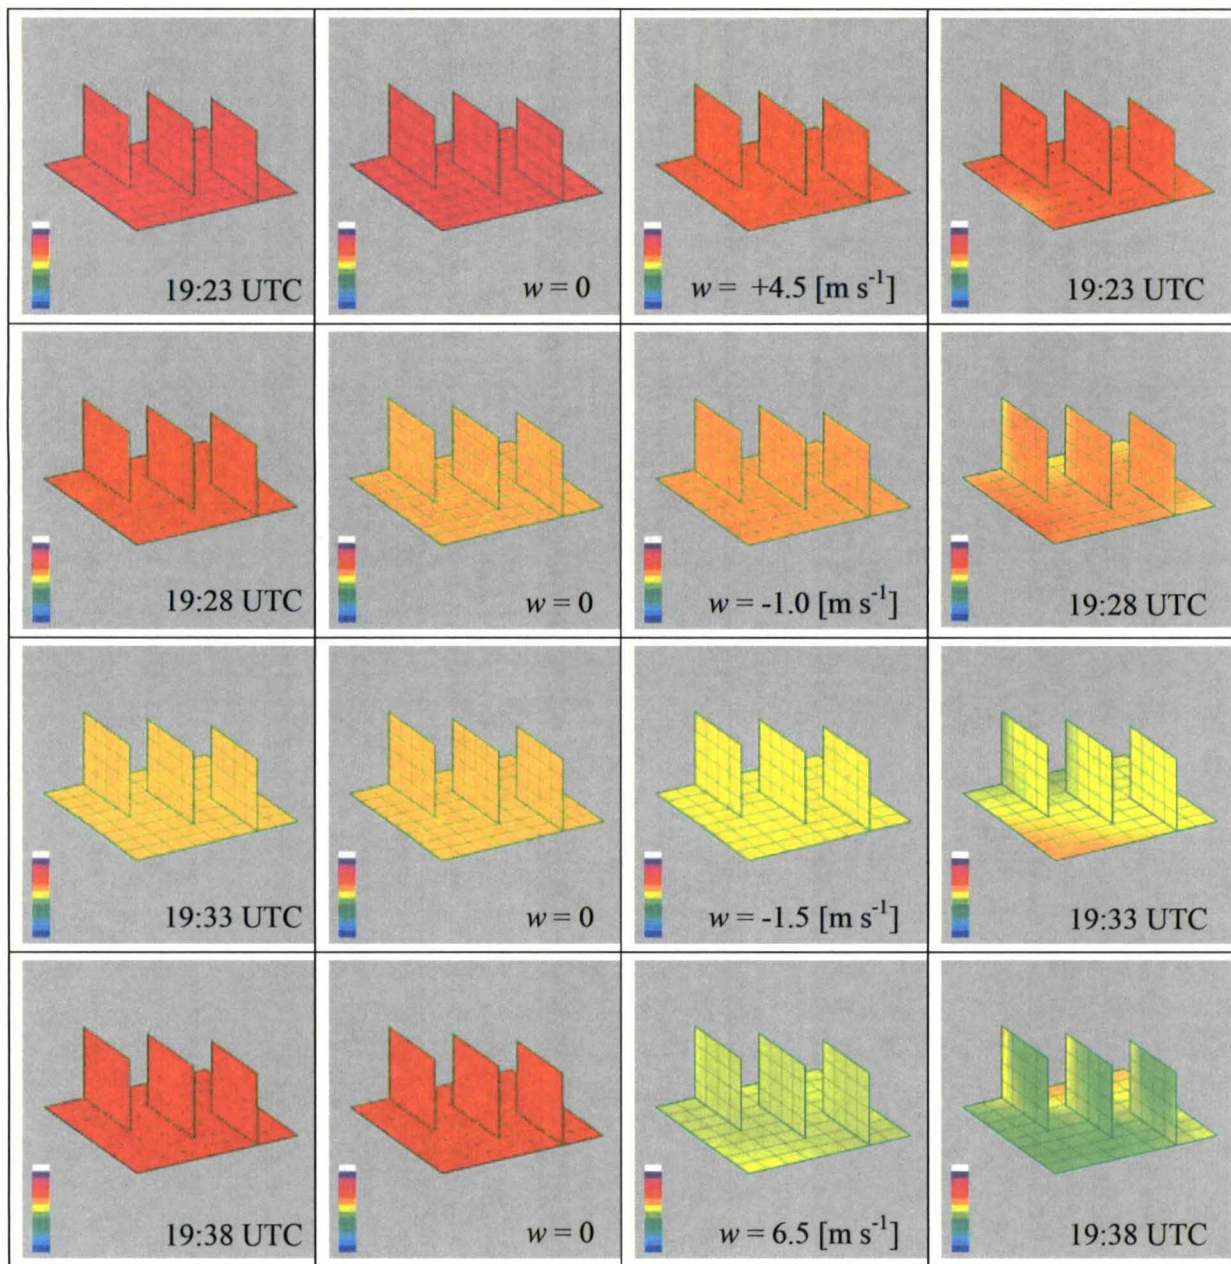 19:23 UTC
w = 0
w = +4.5 [m s⁻¹]
19:23 UTC
19:28 UTC
w = 0
w = -1.0 [m s⁻¹]
19:28 UTC
19:33 UTC
w = 0
w = -1.5 [m s⁻¹]
19:33 UTC
19:38 UTC
w = 0
w = 6.5 [m s⁻¹]
19:38 UTC